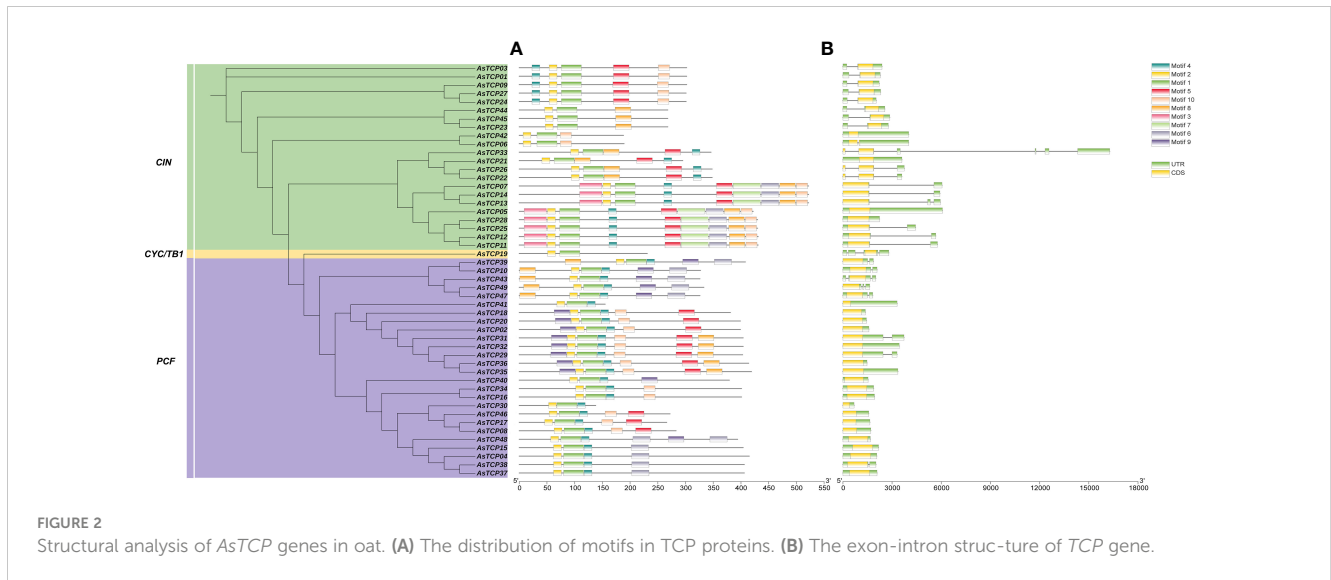 A
B
AsTCP03
AsTCP01
AsTCP09
AsTCP27
AsTCP24
AsTCP44
AsTCP45
AsTCP23
AsTCP42
AsTCP06
AsTCP33
AsTCP21
AsTCP26
AsTCP22
AsTCP07
AsTCP14
AsTCP13
AsTCP05
AsTCP28
AsTCP25
AsTCP12
AsTCP11
AsTCP19
AsTCP39
AsTCP10
AsTCP43
AsTCP49
AsTCP47
AsTCP41
AsTCP18
AsTCP20
AsTCP02
AsTCP31
AsTCP32
AsTCP29
AsTCP36
AsTCP35
AsTCP40
AsTCP34
AsTCP16
AsTCP30
AsTCP46
AsTCP17
AsTCP08
AsTCP48
AsTCP15
AsTCP04
AsTCP38
AsTCP37
CIN
CYC/TB1
PCF
5' 3'
0 50 100 150 200 250 300 350 400 450 500 550
5' 3'
0 3000 6000 9000 12000 15000 18000
Motif 4
Motif 2
Motif 1
Motif 5
Motif 10
Motif 8
Motif 3
Motif 7
Motif 6
Motif 9
UTR
CDS
FIGURE 2
Structural analysis of AsTCP genes in oat. (A) The distribution of motifs in TCP proteins. (B) The exon-intron struc-ture of TCP gene.